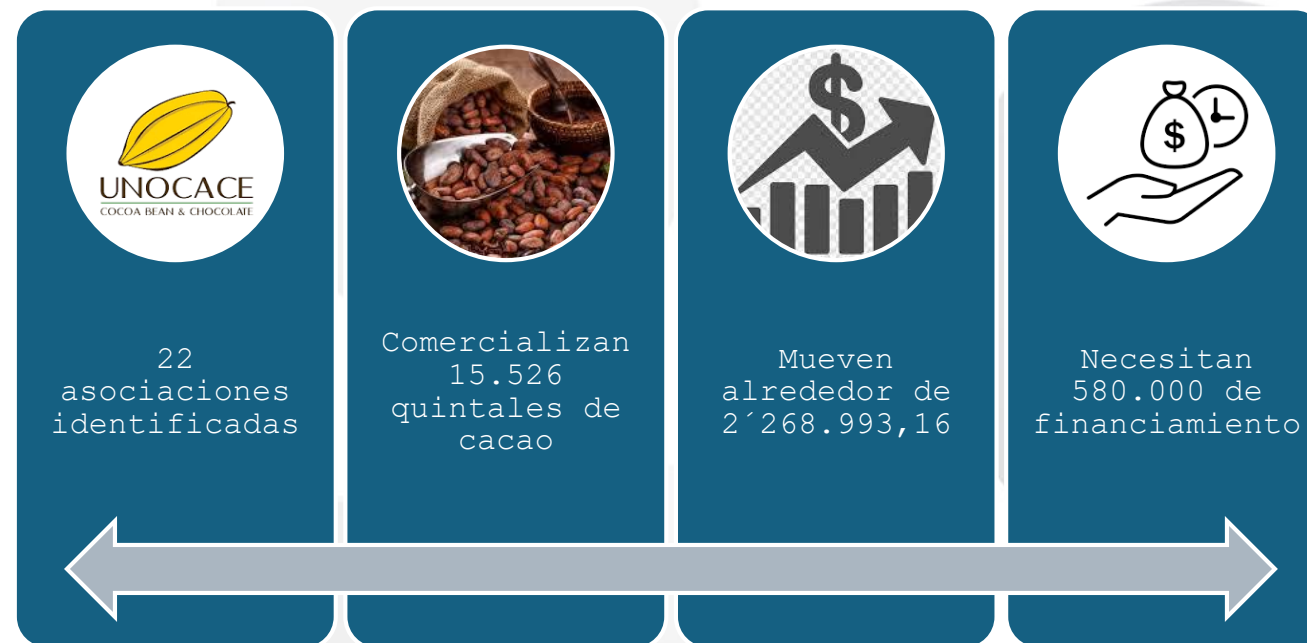 UNOCACE
COCOA BEAN & CHOCOLATE
22
asociaciones
identificadas
Comercializan
15.526
quintales de
cacao
$
Mueven
alrededor de
2´268.993,16
$
Necesitan
580.000 de
financiamiento